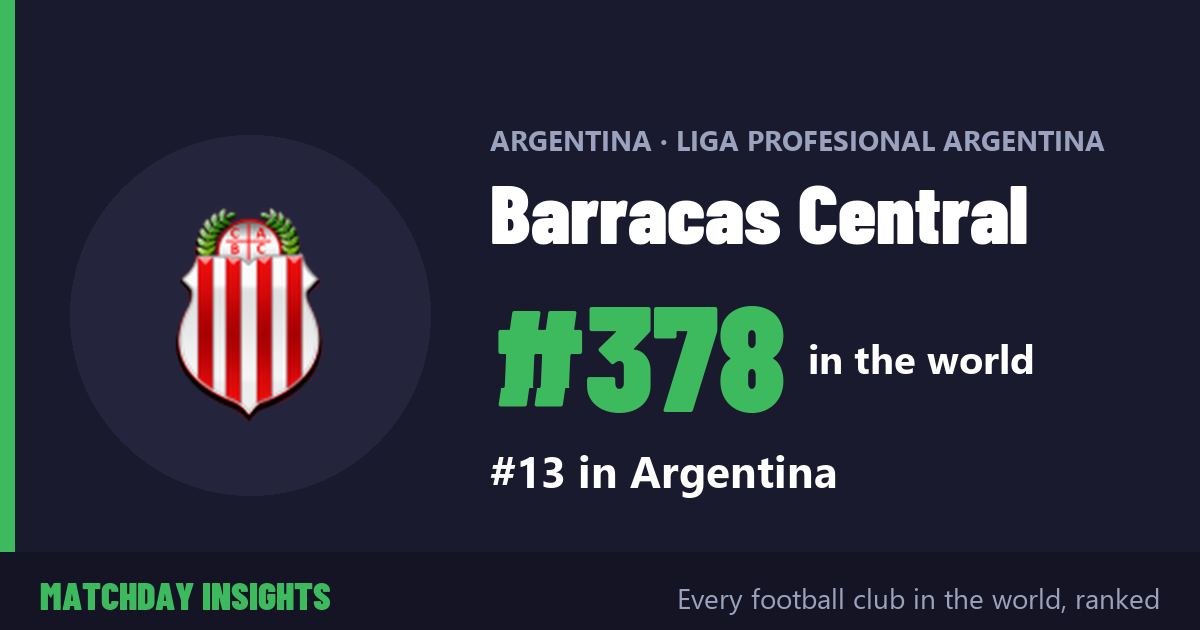 C A
B C
ARGENTINA · LIGA PROFESIONAL ARGENTINA
Barracas Central
#378 in the world
#13 in Argentina
MATCHDAY INSIGHTS
Every football club in the world, ranked